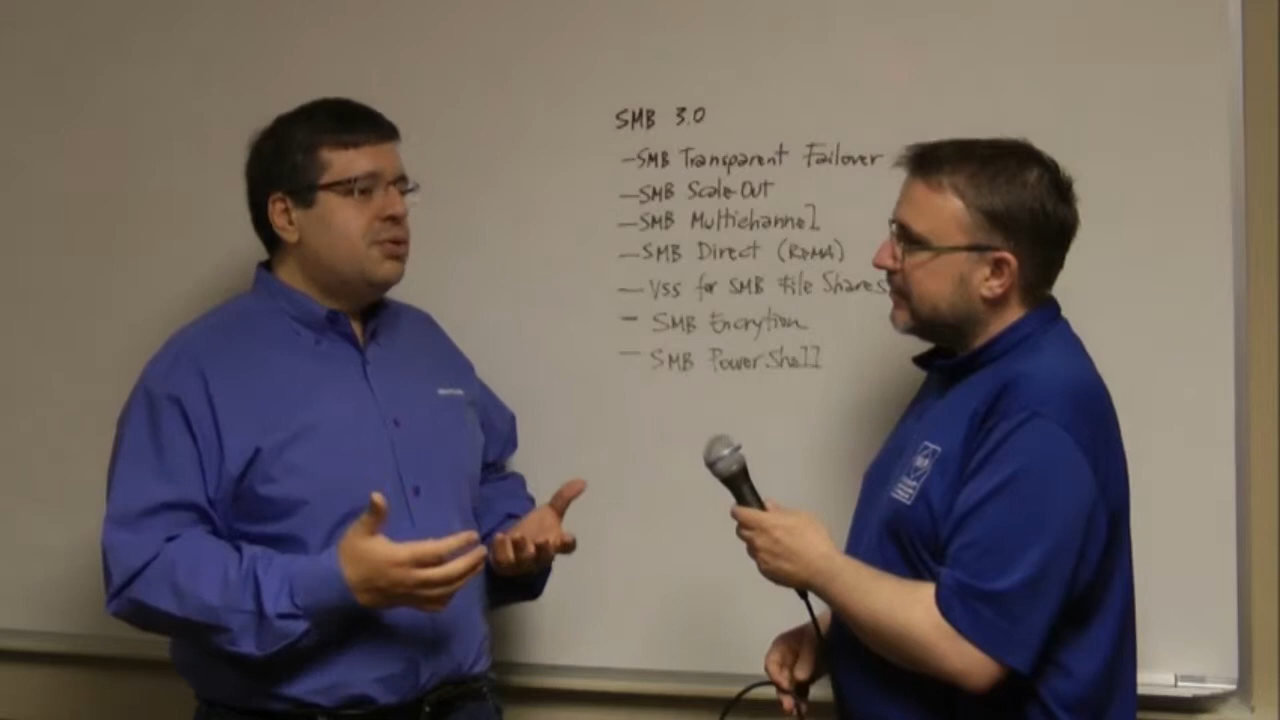 SMB 3.0
-SMB Transparent Failover
-SMB Scale-Out
-SMB Multichannel
-SMB Direct (RDMA)
- VSS for SMB File Shares
- SMB Encrytion
- SMB PowerShell